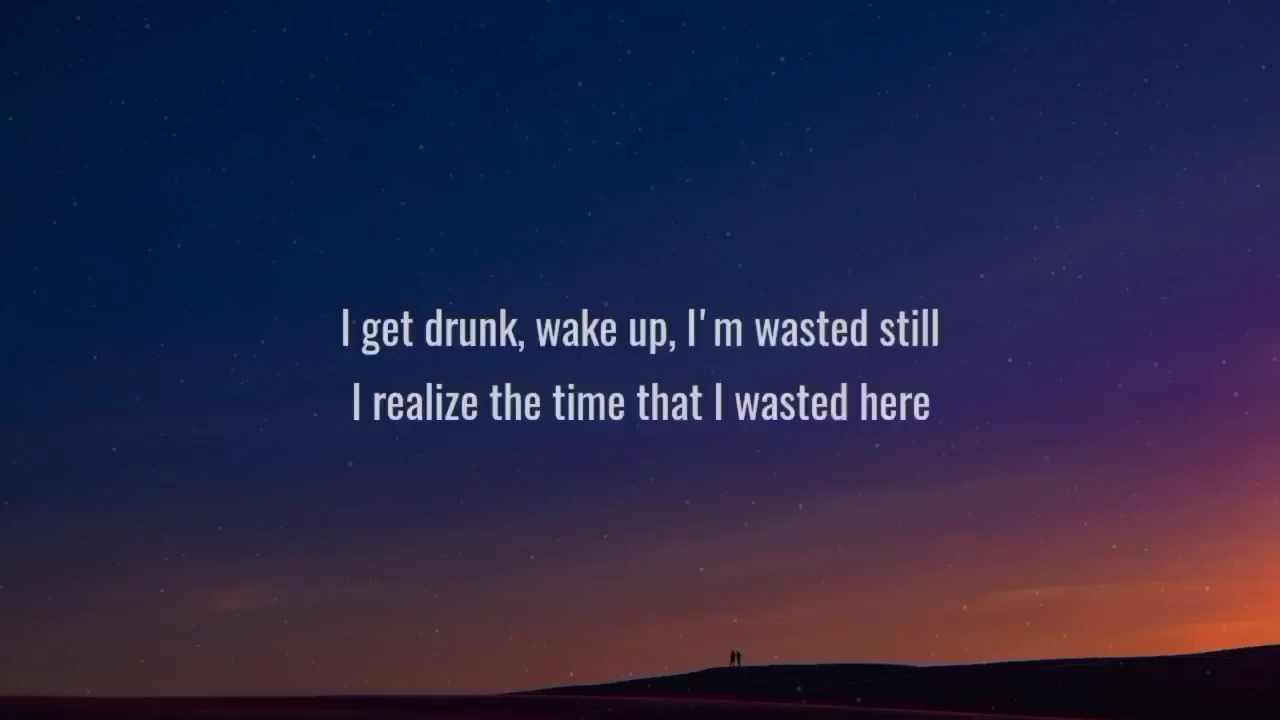 I get drunk, wake up, I'm wasted still
I realize the time that I wasted here